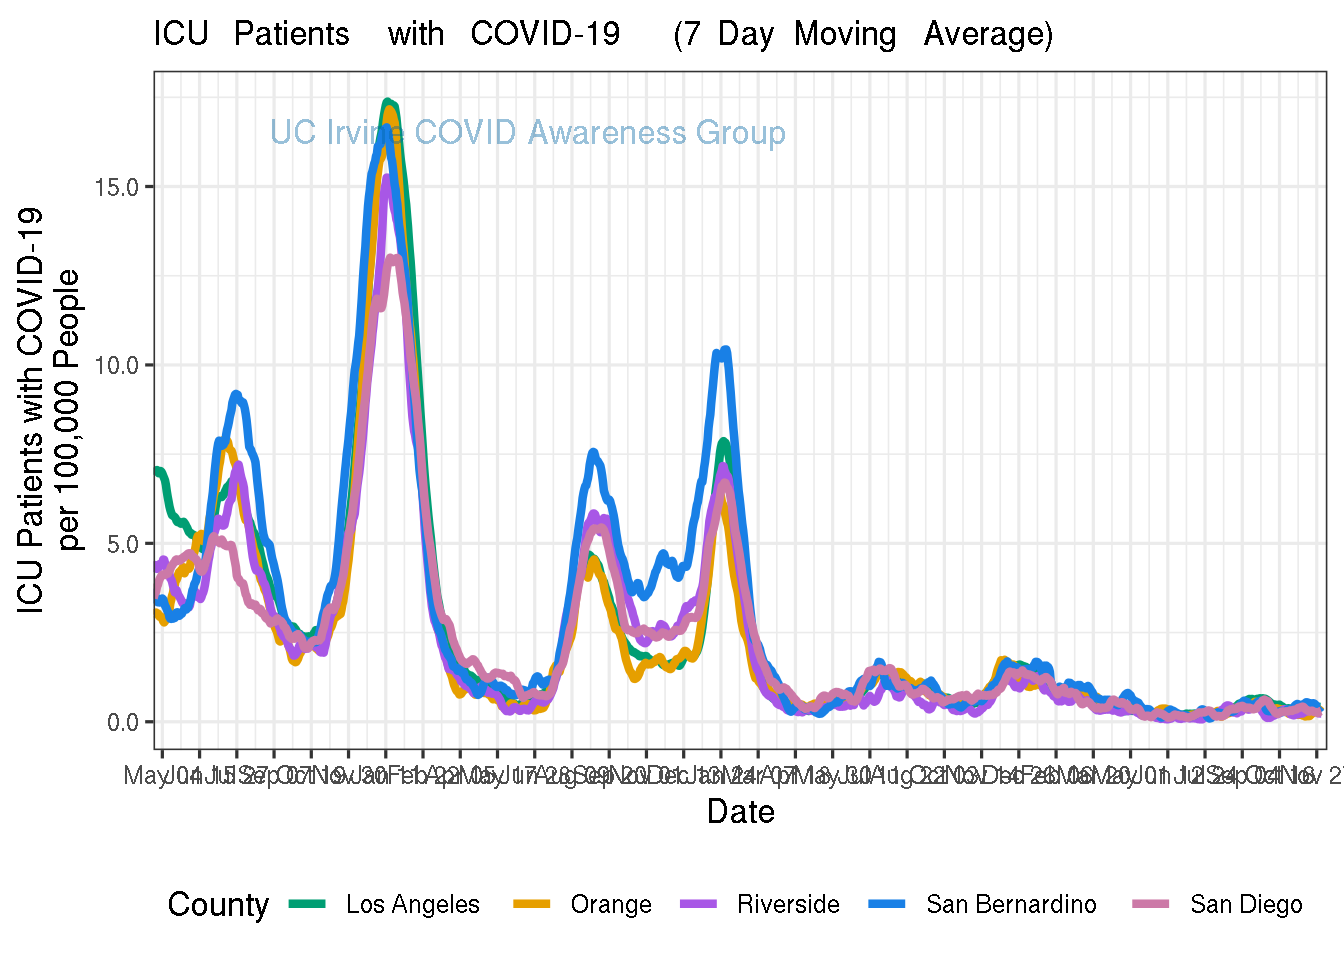 ICU Patients with COVID-19 (7 Day Moving Average)
UC Irvine COVID Awareness Group
ICU Patients with COVID-19
per 100,000 People
15.0
10.0
5.0
0.0
Date
County
Los Angeles
Orange
Riverside
San Bernardino
San Diego